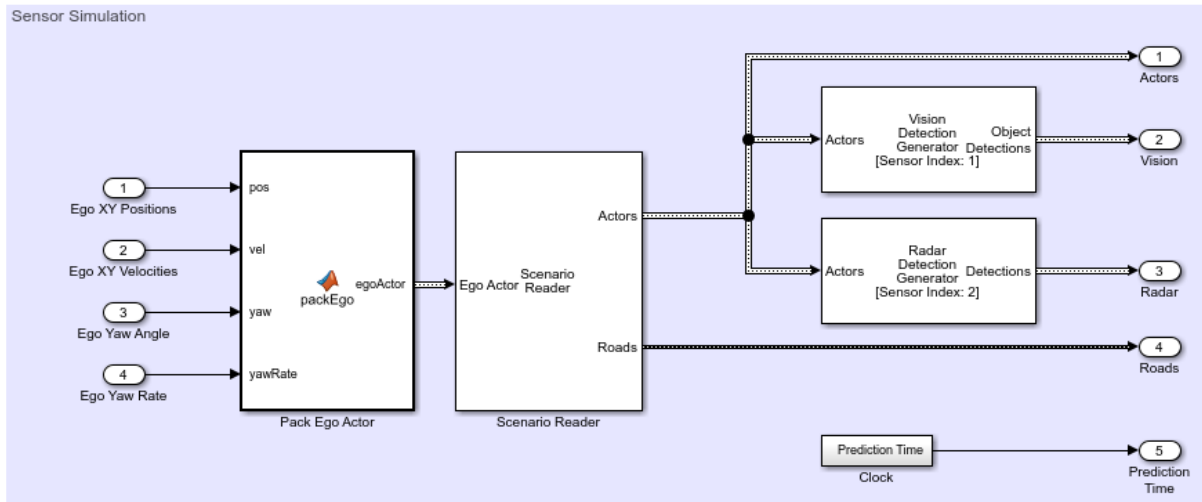 Sensor Simulation
1
Ego XY Positions
2
Ego XY Velocities
3
Ego Yaw Angle
4
Ego Yaw Rate
pos
vel
yaw
yawRate
packEgo
egoActor
Pack Ego Actor
Ego Actor
Scenario
Reader
Actors
Roads
Scenario Reader
Actors
Vision
Detection
Generator
[Sensor Index: 1]
Object
Detections
Actors
Radar
Detection
Generator
[Sensor Index: 2]
Detections
Prediction Time
Clock
1
Actors
2
Vision
3
Radar
4
Roads
5
Prediction
Time